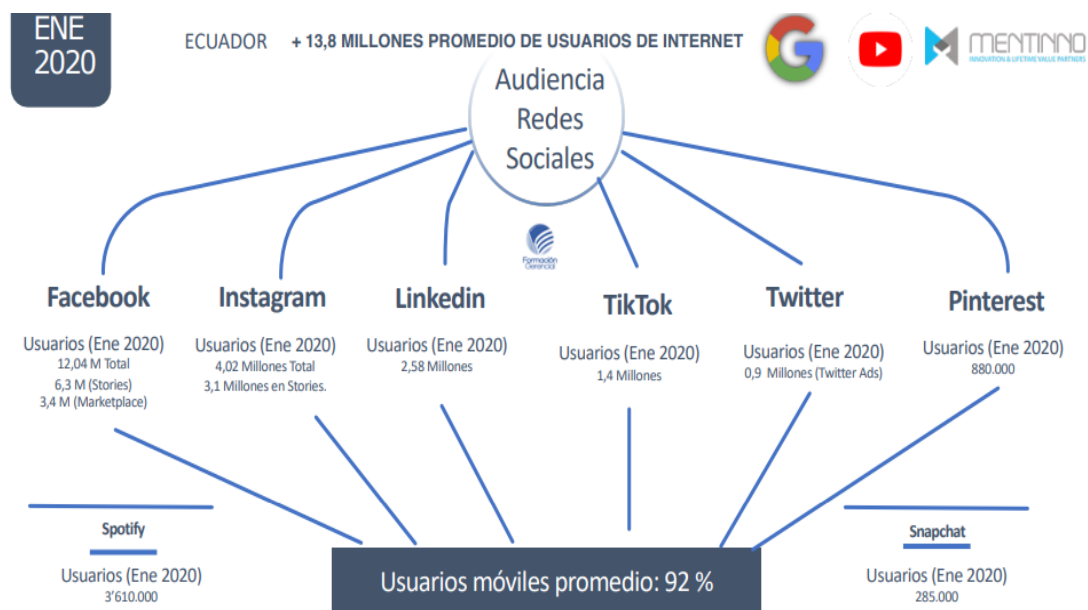 ENE
2020
ECUADOR + 13,8 MILLONES PROMEDIO DE USUARIOS DE INTERNET
MENTINNO
INNOVATION & LIFETIME VALUE PARTNERS
Audiencia
Redes
Sociales
Formación
Gerencial
Facebook
Usuarios (Ene 2020)
12,04 M Total
6,3 M (Stories)
3,4 M (Marketplace)
Instagram
Usuarios (Ene 2020)
4,02 Millones Total
3,1 Millones en Stories.
Linkedin
Usuarios (Ene 2020)
2,58 Millones
TikTok
Usuarios (Ene 2020)
1,4 Millones
Twitter
Usuarios (Ene 2020)
0,9 Millones (Twitter Ads)
Pinterest
Usuarios (Ene 2020)
880.000
Spotify
Usuarios (Ene 2020)
3'610.000
Usuarios móviles promedio: 92 %
Snapchat
Usuarios (Ene 2020)
285.000